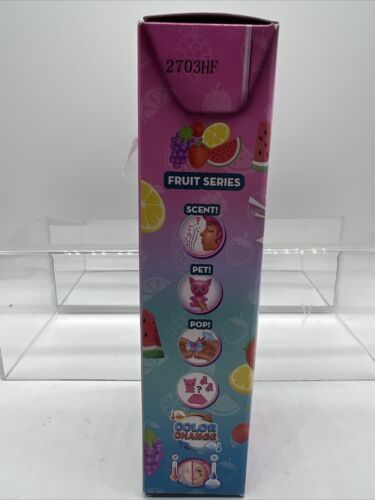 2703HF
FRUIT SERIES
SCENT!
PET!
POP!
?
COLOR
CHANGE